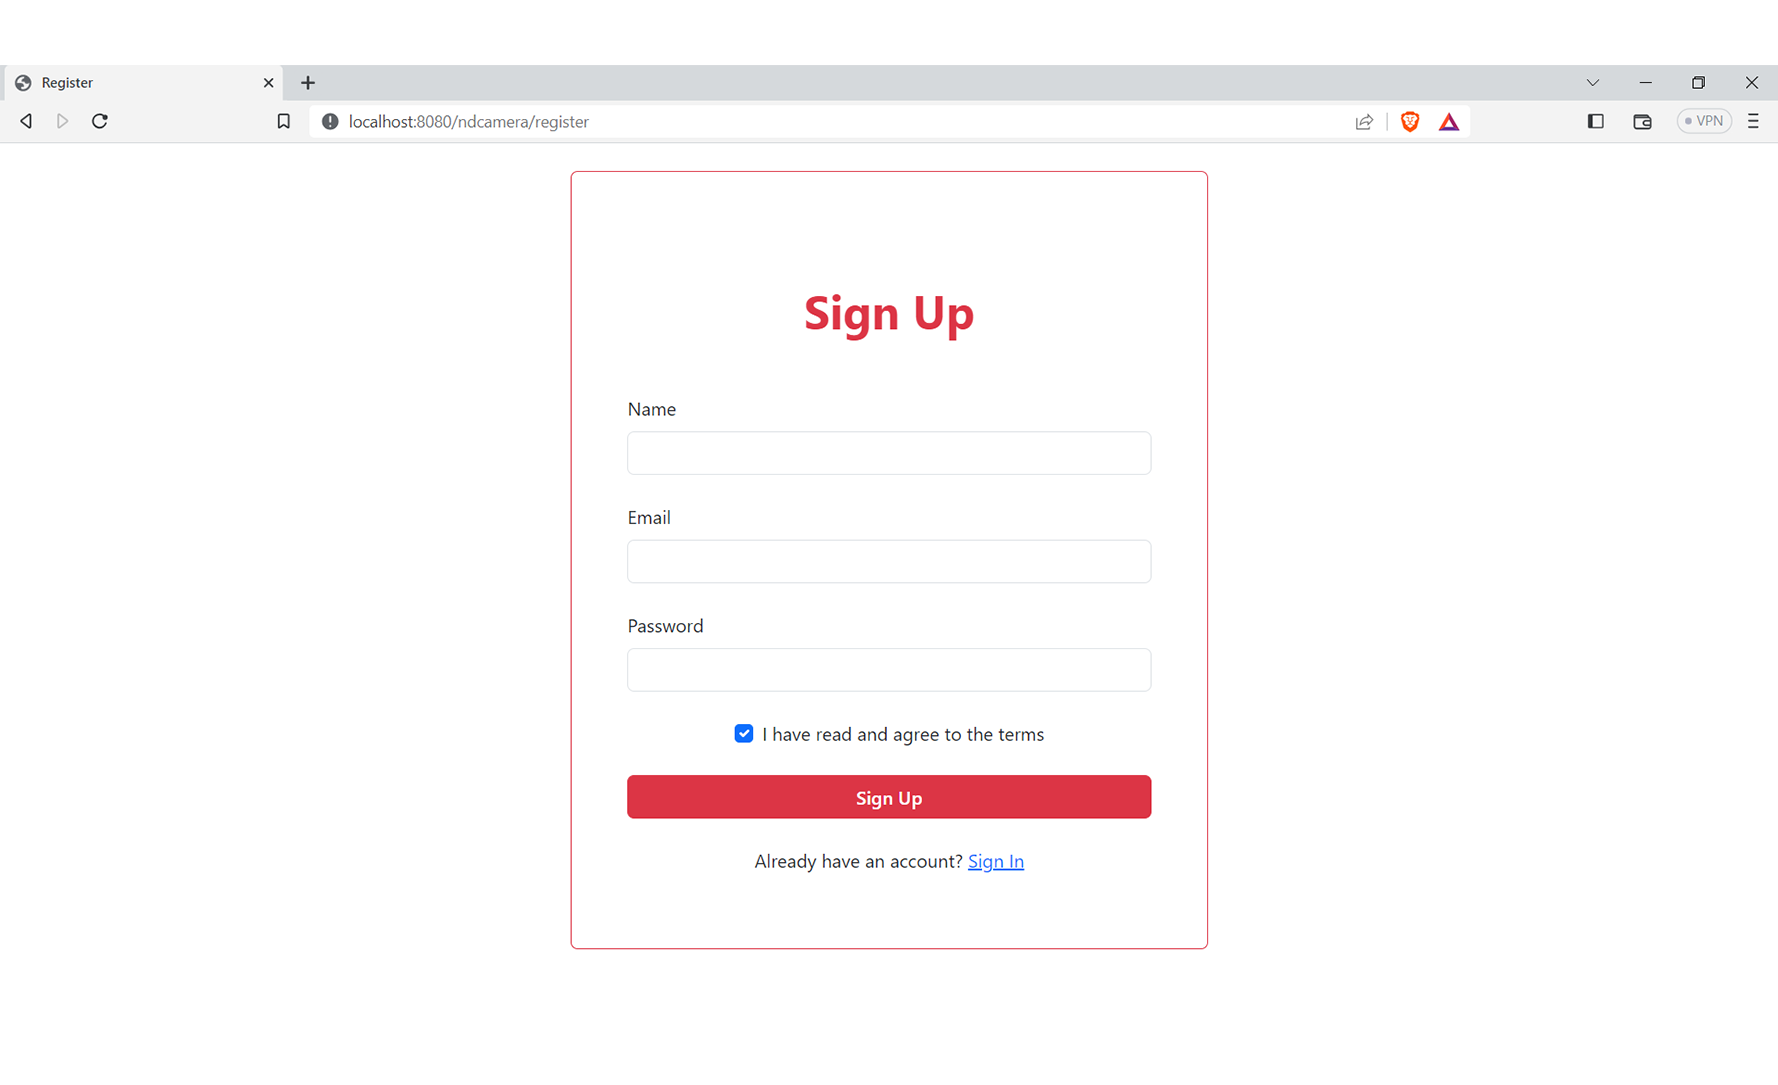 Register
localhost:8080/ndcamera/register
VPN
Sign Up
Name
Email
Password
I have read and agree to the terms
Sign Up
Already have an account? Sign In